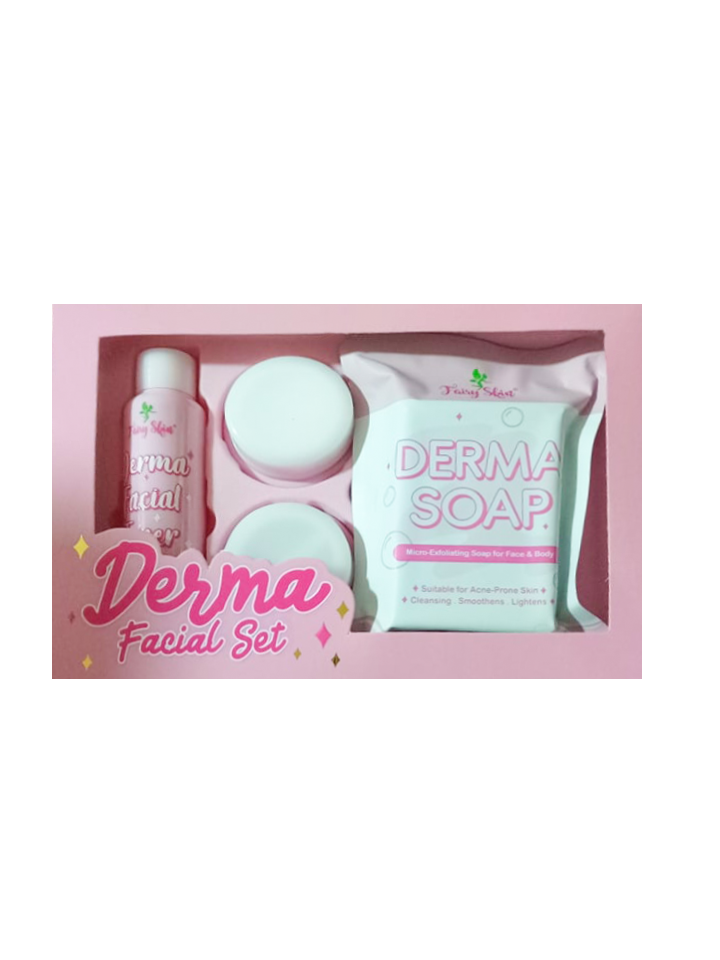 Fairy Skin
Derma
Facial
Toner
Derma
Facial Set
Fairy Skin
DERMA
SOAP
Micro-Exfoliating Soap for Face & Body
Suitable for Acne-Prone Skin
Cleansing . Smoothens . Lightens